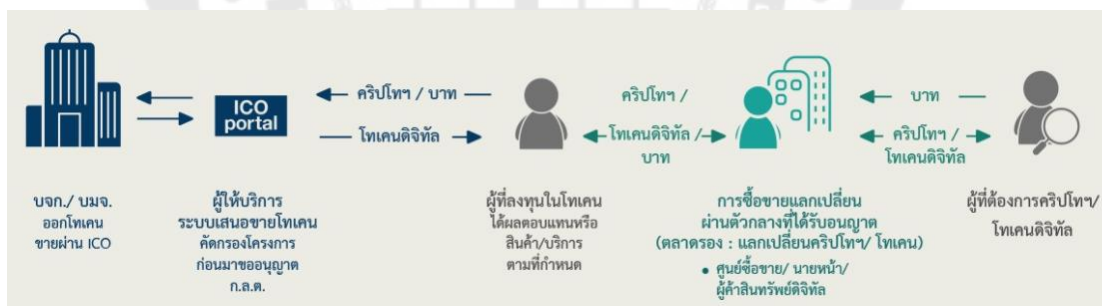 ICO
portal
คริปโทฯ / บาท
โทเคนดิจิทัล
คริปโทฯ /
โทเคนดิจิทัล /
บาท
บาท
คริปโทฯ /
โทเคนดิจิทัล
บจก./ บมจ.
ออกโทเคน
ขายผ่าน ICO
ผู้ให้บริการ
ระบบเสนอขายโทเคน
คัดกรองโครงการ
ก่อนมาขออนุญาต
ก.ล.ต.
ผู้ที่ลงทุนในโทเคน
ได้ผลตอบแทนหรือ
สินค้า/บริการ
ตามที่กำหนด
การซื้อขายแลกเปลี่ยน
ผ่านตัวกลางที่ได้รับอนุญาต
(ตลาดรอง : แลกเปลี่ยนคริปโทฯ/ โทเคน)
• ศูนย์ซื้อขาย/ นายหน้า/
ผู้ค้าสินทรัพย์ดิจิทัล
ผู้ที่ต้องการคริปโทฯ/
โทเคนดิจิทัล